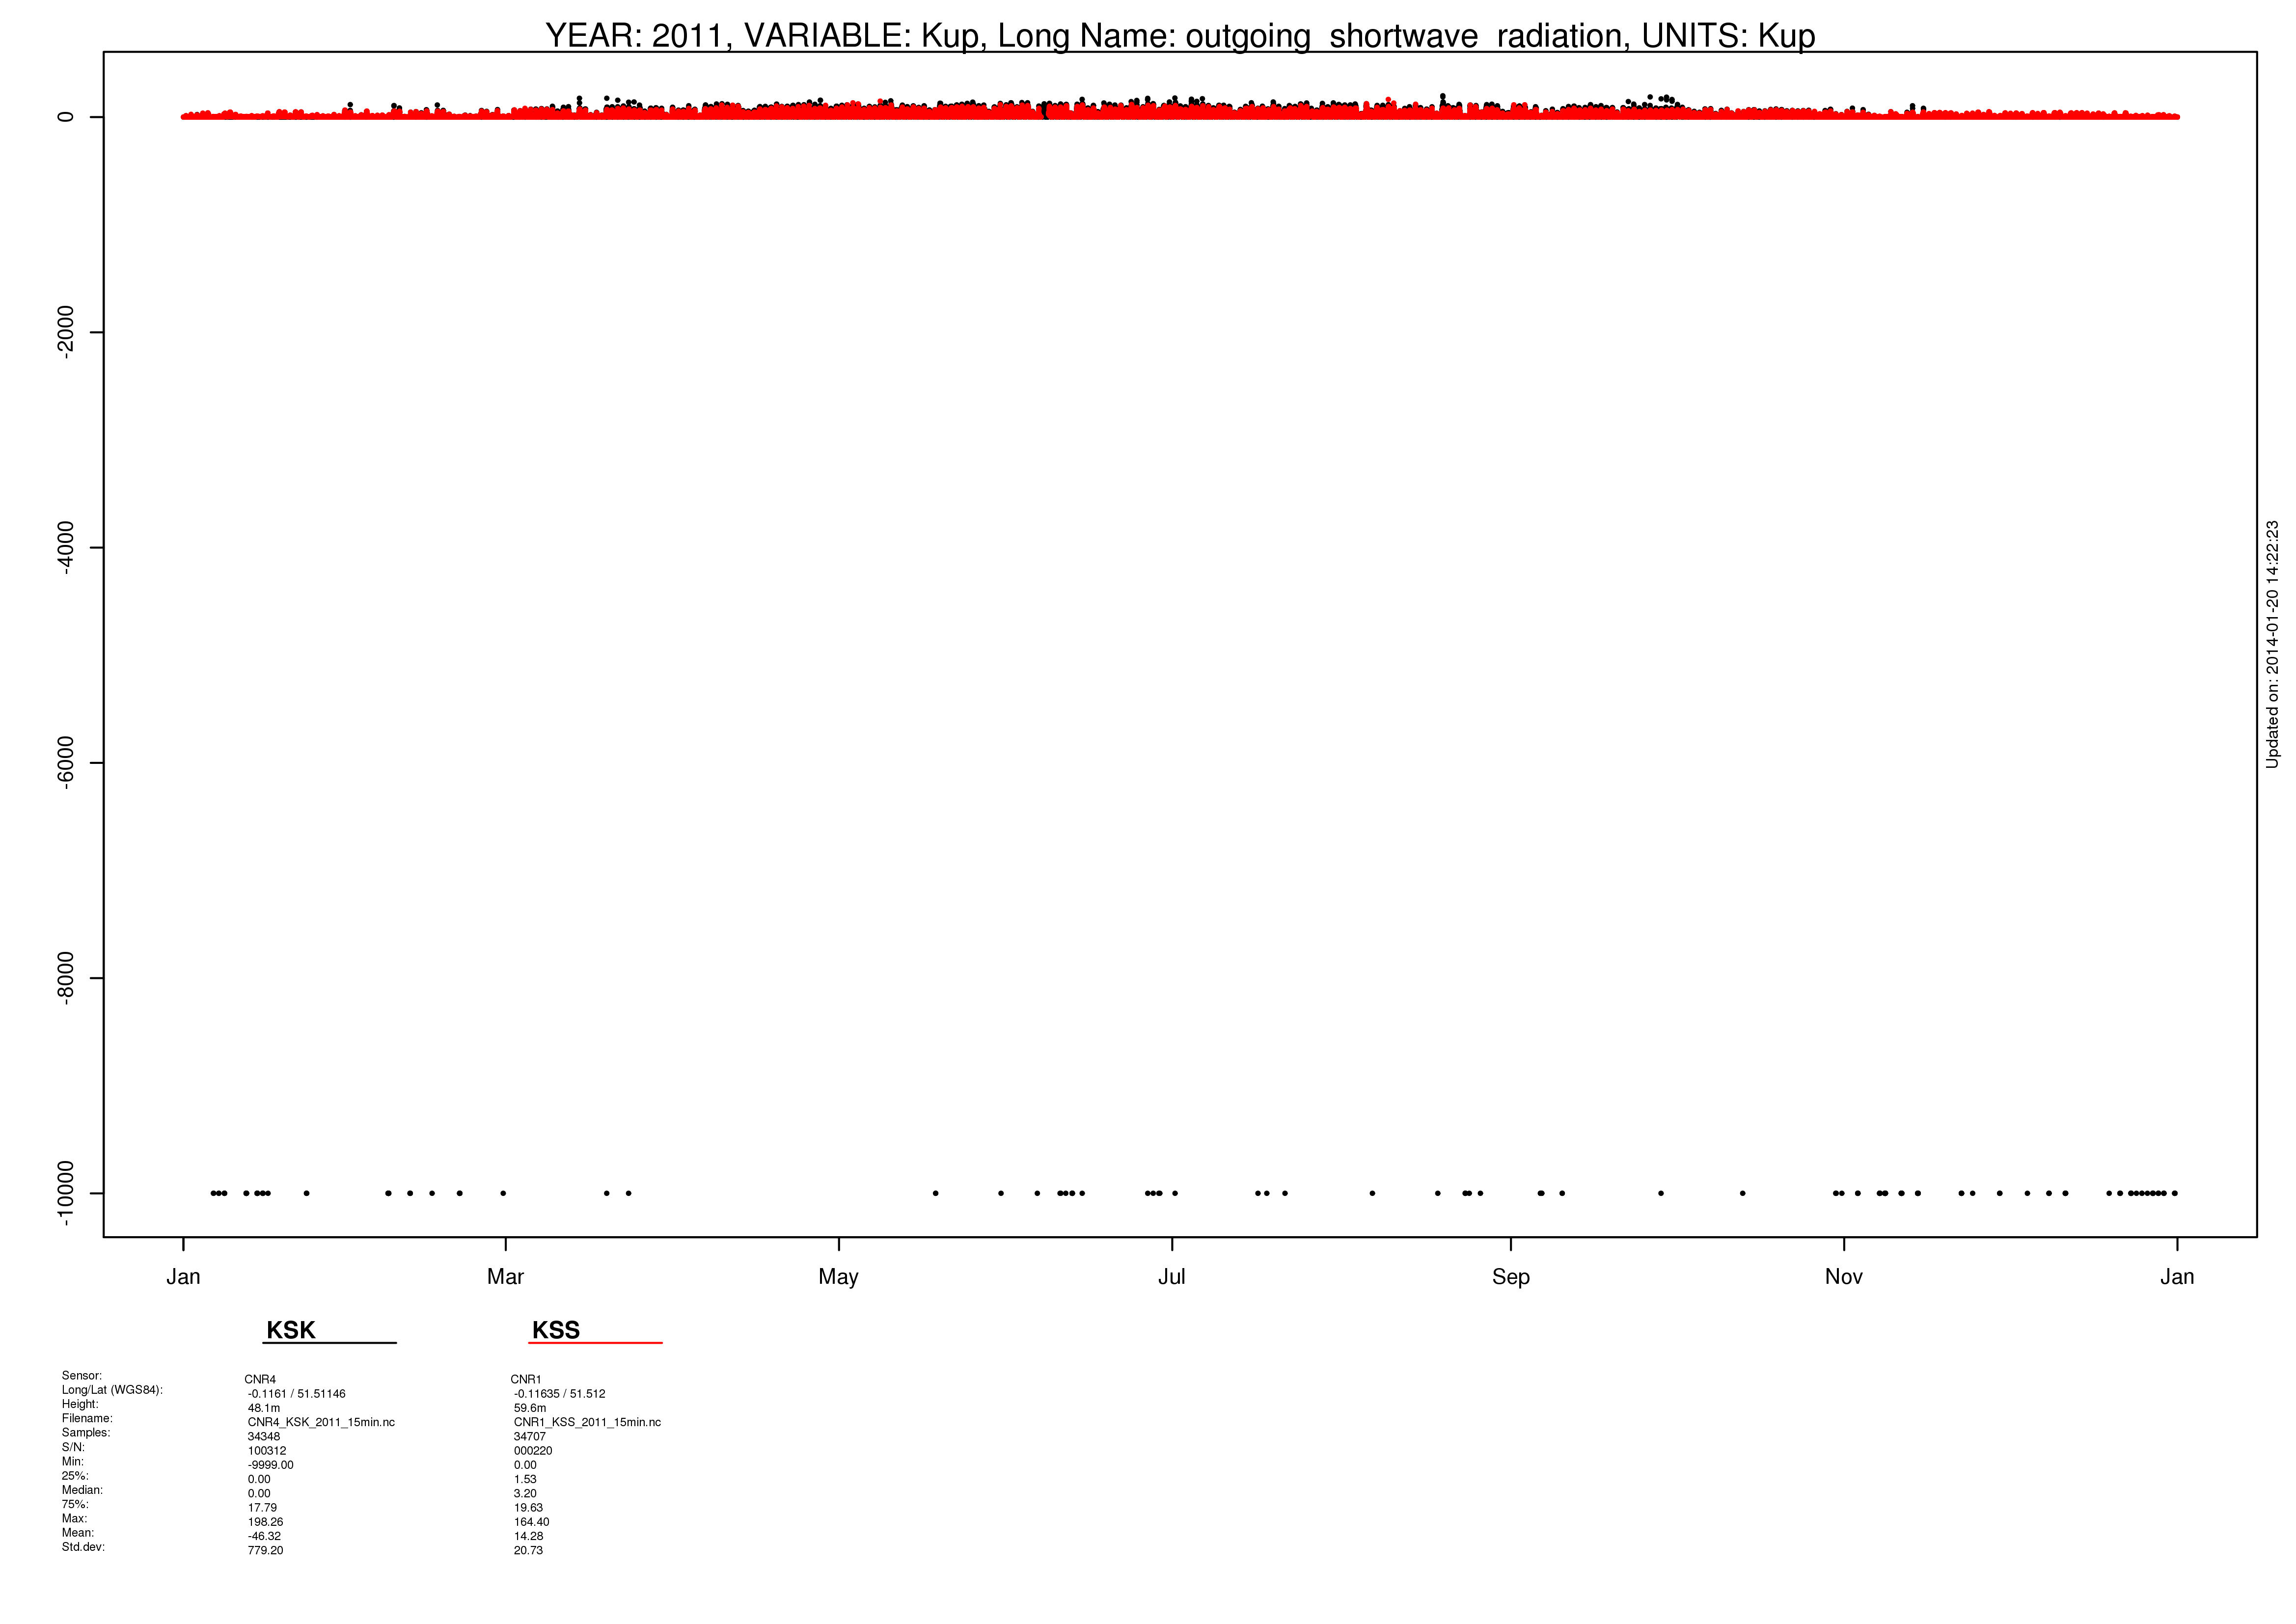 YEAR: 2011, VARIABLE: Kup, Long Name: outgoing shortwave radiation, UNITS: Kup
0
-2000
-4000
-6000
-8000
-10000
Updated on: 2014-01-20 14:22:23
Jan Mar May Jul Sep Nov Jan
KSK KSS
Sensor: CNR4 CNR1
Long/Lat (WGS84): -0.1161 / 51.51146 -0.11635 / 51.512
Height: 48.1m 59.6m
Filename: CNR4_KSK_2011_15min.nc CNR1_KSS_2011_15min.nc
Samples: 34348 34707
S/N: 100312 000220
Min: -9999.00 0.00
25%: 0.00 1.53
Median: 0.00 3.20
75%: 17.79 19.63
Max: 198.26 164.40
Mean: -46.32 14.28
Std.dev: 779.20 20.73